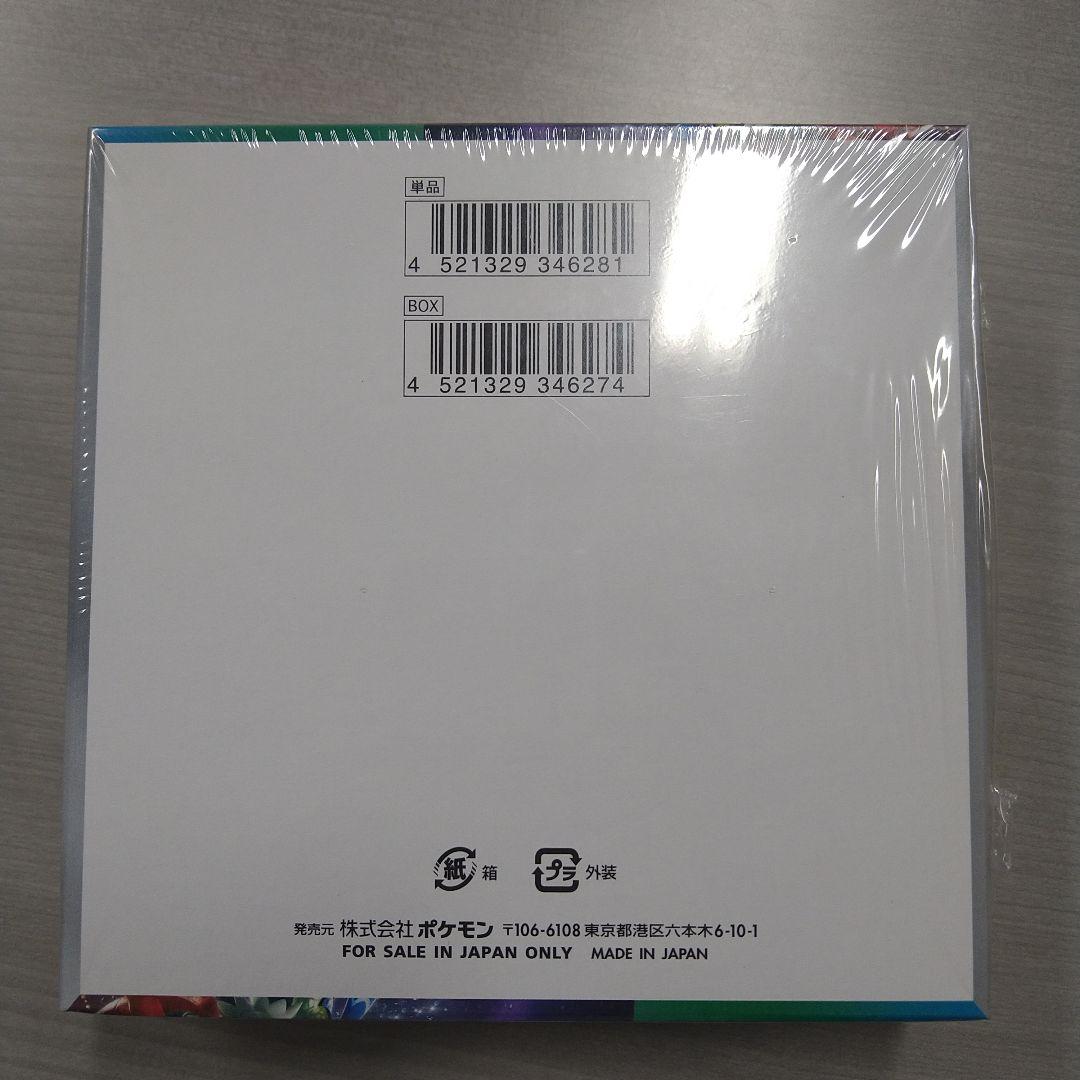 単品
4 521329 346281
BOX
4 521329 346274
紙 箱 プラ 外装
発売元 株式会社 ポケモン 〒106-6108 東京都港区六本木6-10-1
FOR SALE IN JAPAN ONLY MADE IN JAPAN